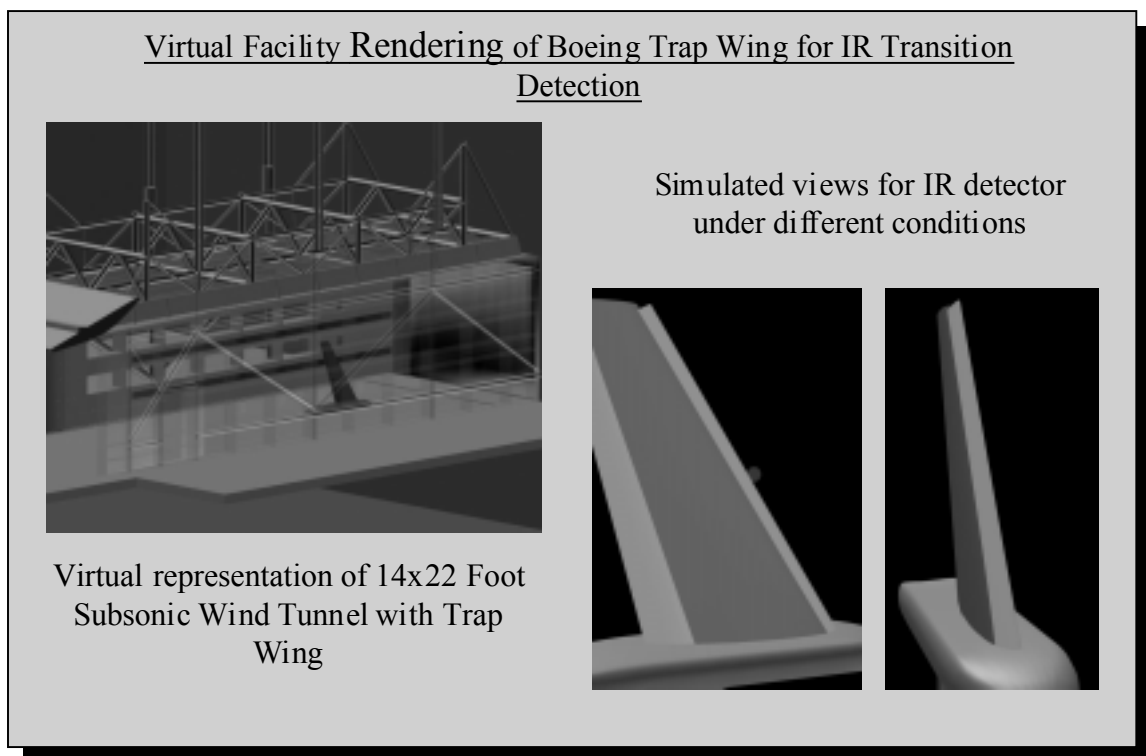 Virtual Facility Rendering of Boeing Trap Wing for IR Transition
Detection
Simulated views for IR detector
under different conditions
Virtual representation of 14x22 Foot
Subsonic Wind Tunnel with Trap
Wing